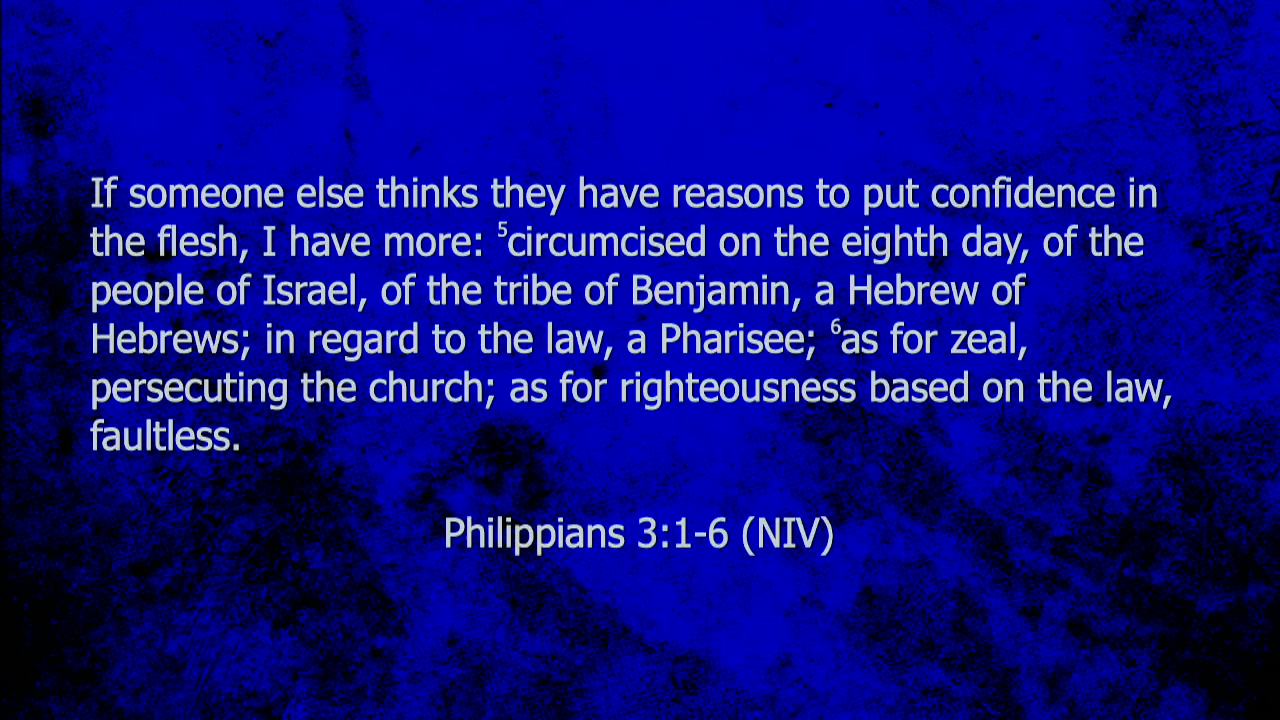 If someone else thinks they have reasons to put confidence in
the flesh, I have more: ⁵circumcised on the eighth day, of the
people of Israel, of the tribe of Benjamin, a Hebrew of
Hebrews; in regard to the law, a Pharisee; ⁶as for zeal,
persecuting the church; as for righteousness based on the law,
faultless.
Philippians 3:1-6 (NIV)